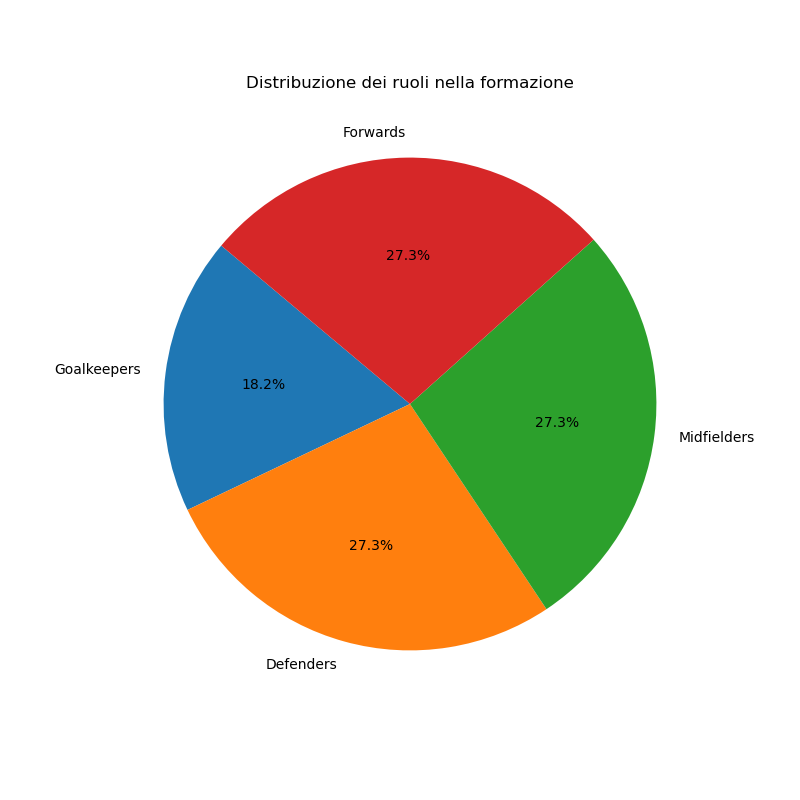 Distribuzione dei ruoli nella formazione
Forwards
27.3%
Goalkeepers
18.2%
27.3%
Midfielders
27.3%
Defenders